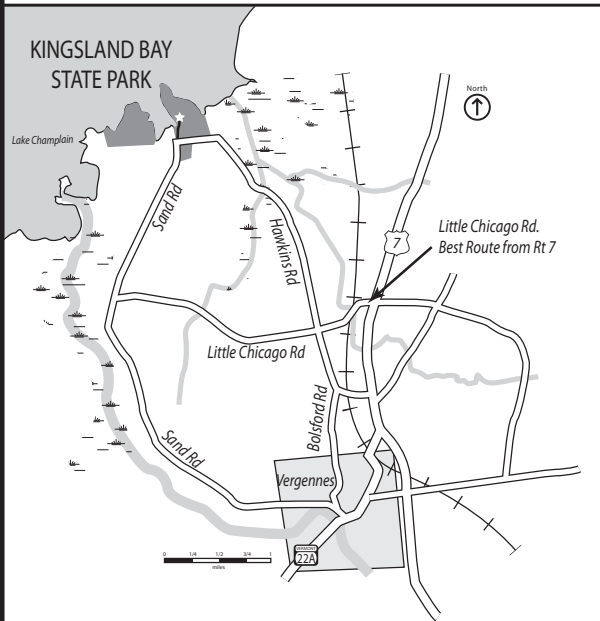 KINGSLAND BAY
STATE PARK
North
Lake Champlain
Sand Rd
Hawkins Rd
7
Little Chicago Rd.
Best Route from Rt 7
Little Chicago Rd
Bolsford Rd
Sand Rd
Vergennes
VERMONT
22A
0 1/4 1/2 3/4 1
miles